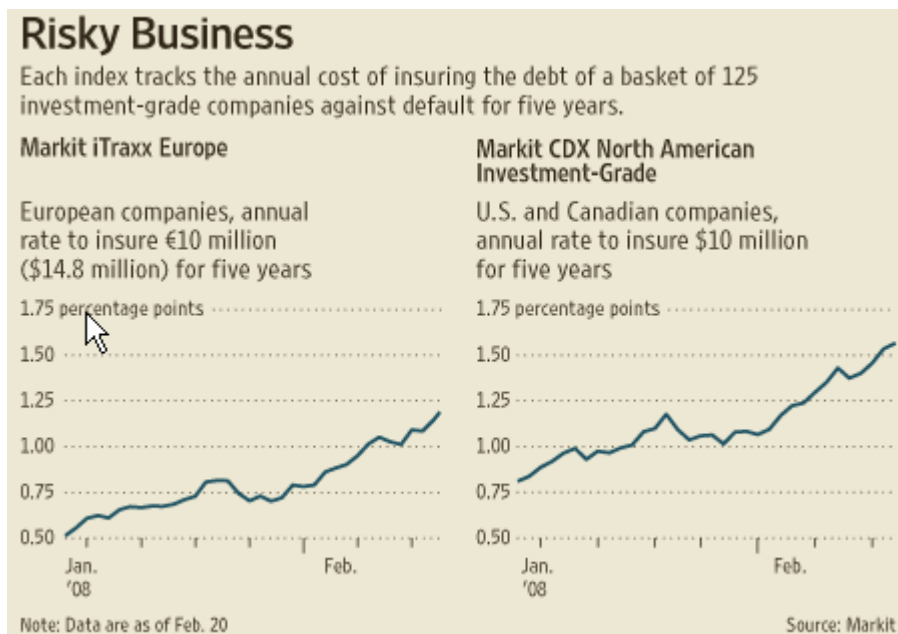 Risky Business
Each index tracks the annual cost of insuring the debt of a basket of 125
investment-grade companies against default for five years.
Markit iTraxx Europe
European companies, annual
rate to insure €10 million
($14.8 million) for five years
1.75 percentage points
1.50
1.25
1.00
0.75
0.50
Jan.
'08
Feb.
Markit CDX North American
Investment-Grade
U.S. and Canadian companies,
annual rate to insure $10 million
for five years
1.75 percentage points
1.50
1.25
1.00
0.75
0.50
Jan.
'08
Feb.
Note: Data are as of Feb. 20
Source: Markit